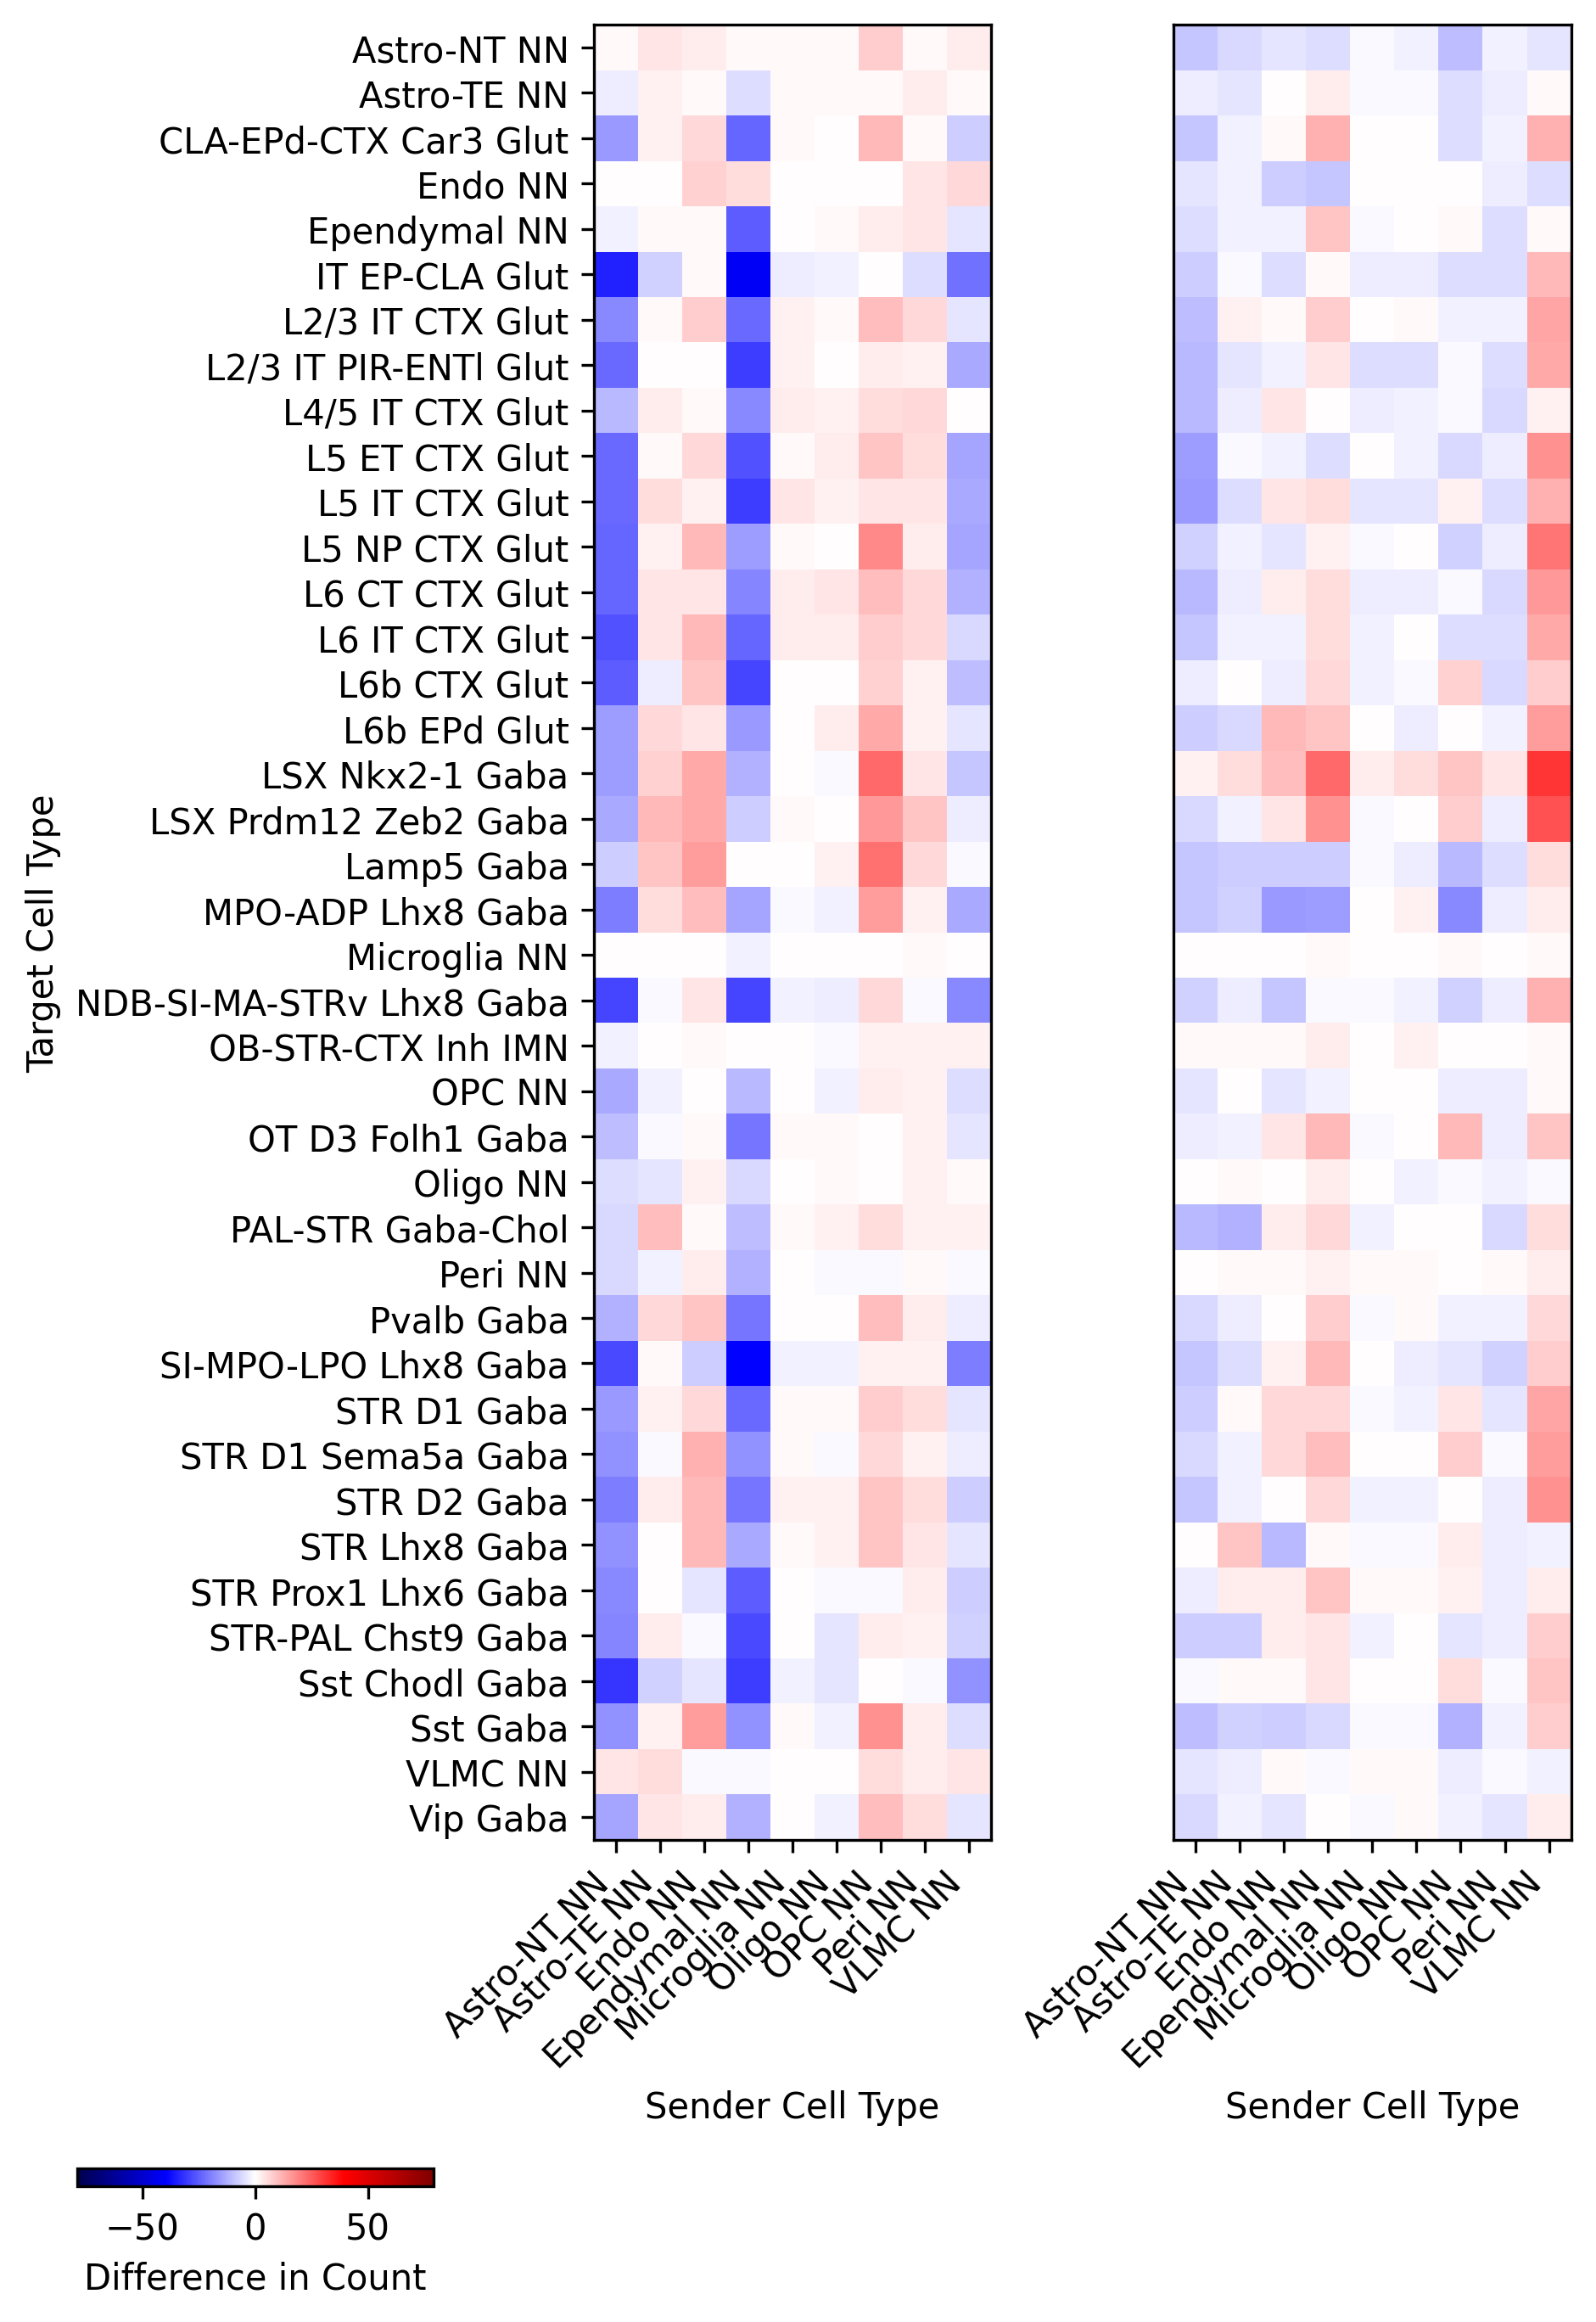 Target Cell Type
Astro-NT NN
Astro-TE NN
CLA-EPd-CTX Car3 Glut
Endo NN
Ependymal NN
IT EP-CLA Glut
L2/3 IT CTX Glut
L2/3 IT PIR-ENTl Glut
L4/5 IT CTX Glut
L5 ET CTX Glut
L5 IT CTX Glut
L5 NP CTX Glut
L6 CT CTX Glut
L6 IT CTX Glut
L6b CTX Glut
L6b EPd Glut
LSX Nkx2-1 Gaba
LSX Prdm12 Zeb2 Gaba
Lamp5 Gaba
MPO-ADP Lhx8 Gaba
Microglia NN
NDB-SI-MA-STRv Lhx8 Gaba
OB-STR-CTX Inh IMN
OPC NN
OT D3 Folh1 Gaba
Oligo NN
PAL-STR Gaba-Chol
Peri NN
Pvalb Gaba
SI-MPO-LPO Lhx8 Gaba
STR D1 Gaba
STR D1 Sema5a Gaba
STR D2 Gaba
STR Lhx8 Gaba
STR Prox1 Lhx6 Gaba
STR-PAL Chst9 Gaba
Sst Chodl Gaba
Sst Gaba
VLMC NN
Vip Gaba
Astro-NT NN
Astro-TE NN
Endo NN
Ependymal NN
Microglia NN
Oligo NN
OPC NN
Peri NN
VLMC NN
Sender Cell Type
Astro-NT NN
Astro-TE NN
Endo NN
Ependymal NN
Microglia NN
Oligo NN
OPC NN
Peri NN
VLMC NN
Sender Cell Type
−50 0 50
Difference in Count